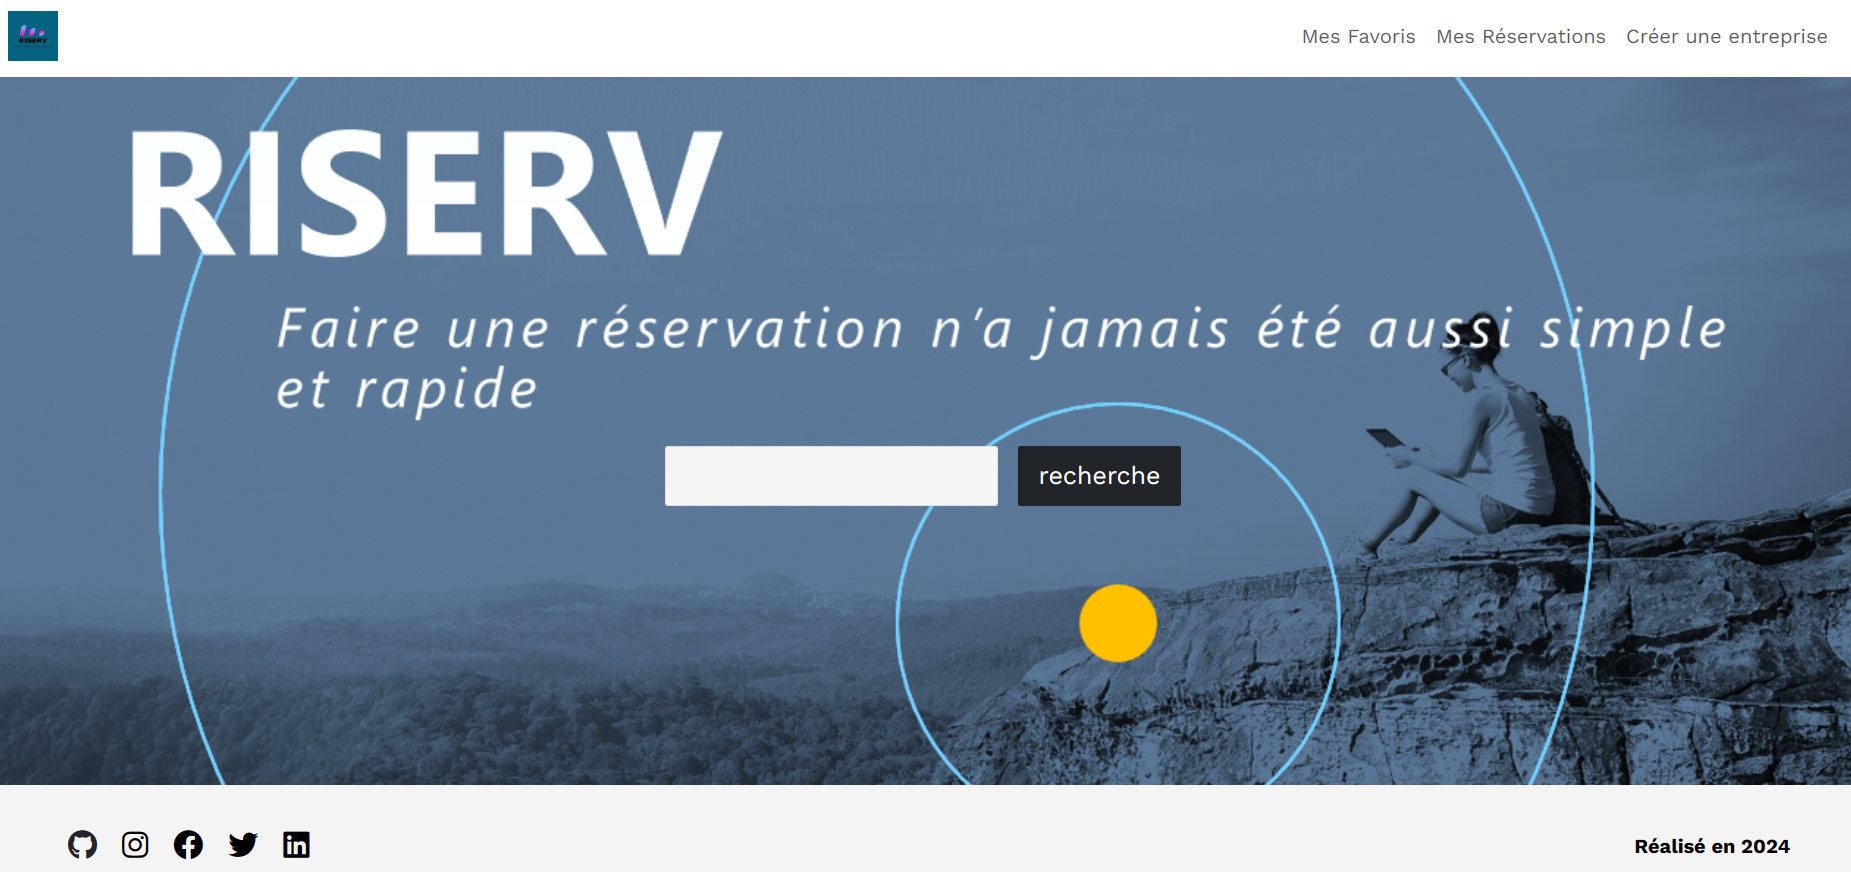 RISERV
Mes Favoris Mes Réservations Créer une entreprise
RISERV
Faire une réservation n'a jamais été aussi simple
et rapide
recherche
Réalisé en 2024